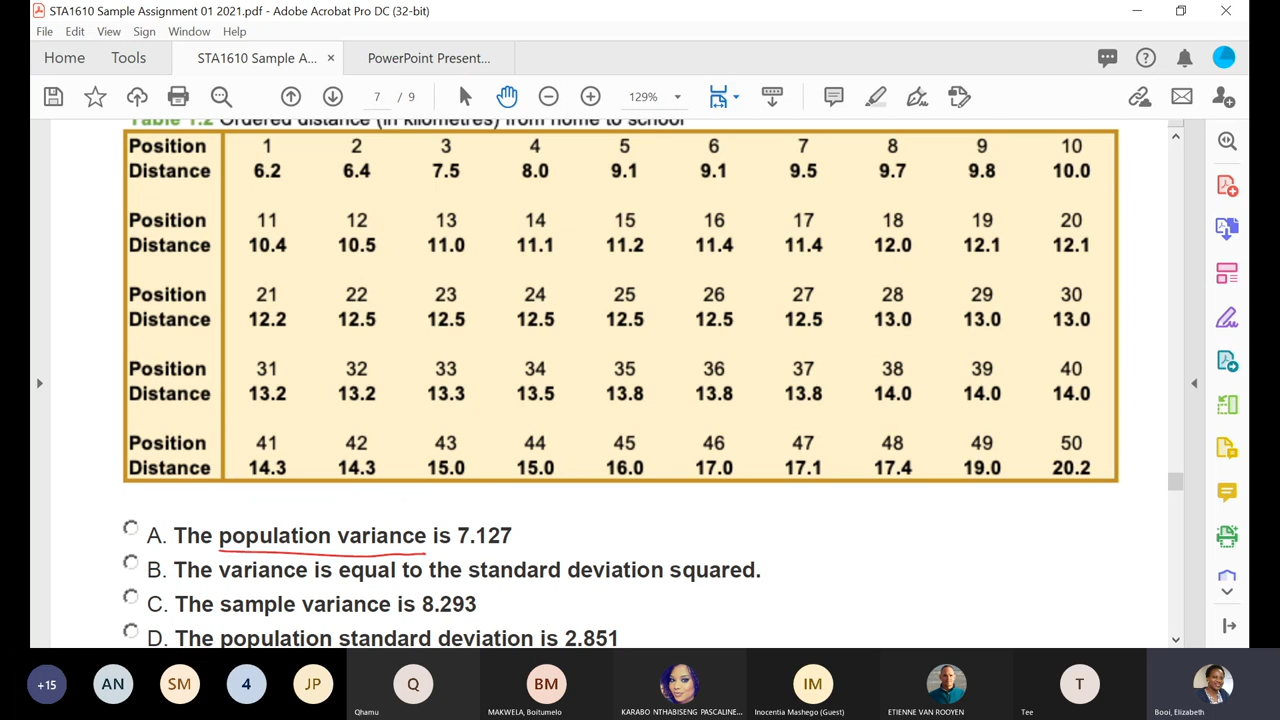 STA1610 Sample Assignment 01 2021.pdf - Adobe Acrobat Pro DC (32-bit)
File Edit View Sign Window Help
Home Tools STA1610 Sample A... × PowerPoint Present...
7 / 9 129%
Table 1.2 Ordered distance (in kilometres) from home to school
Position 1 2 3 4 5 6 7 8 9 10
Distance 6.2 6.4 7.5 8.0 9.1 9.1 9.5 9.7 9.8 10.0
Position 11 12 13 14 15 16 17 18 19 20
Distance 10.4 10.5 11.0 11.1 11.2 11.4 11.4 12.0 12.1 12.1
Position 21 22 23 24 25 26 27 28 29 30
Distance 12.2 12.5 12.5 12.5 12.5 12.5 12.5 13.0 13.0 13.0
Position 31 32 33 34 35 36 37 38 39 40
Distance 13.2 13.2 13.3 13.5 13.8 13.8 13.8 14.0 14.0 14.0
Position 41 42 43 44 45 46 47 48 49 50
Distance 14.3 14.3 15.0 15.0 16.0 17.0 17.1 17.4 19.0 20.2
A. The population variance is 7.127
B. The variance is equal to the standard deviation squared.
C. The sample variance is 8.293
D. The population standard deviation is 2.851
+15 AN SM 4 JP Q BM IM T
Qhamu MAKWELA, Boitumelo KARABO NTHABISENG PASCALINE... Inocentia Mashego (Guest) ETIENNE VAN ROOYEN Tee Booi, Elizabeth